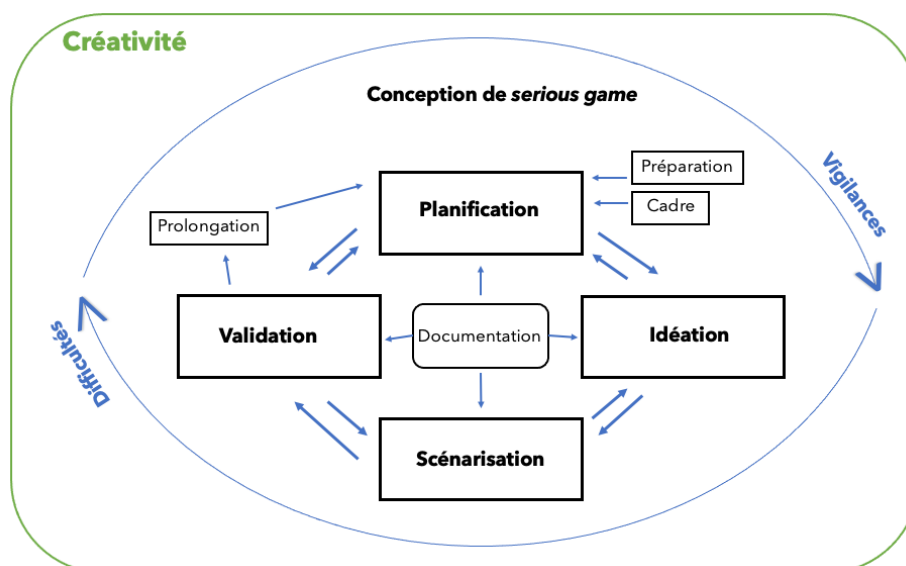 Créativité
Conception de serious game
Préparation
Vigilances
Planification
Cadre
Prolongation
Validation
Documentation
Idéation
Difficultés
Scénarisation